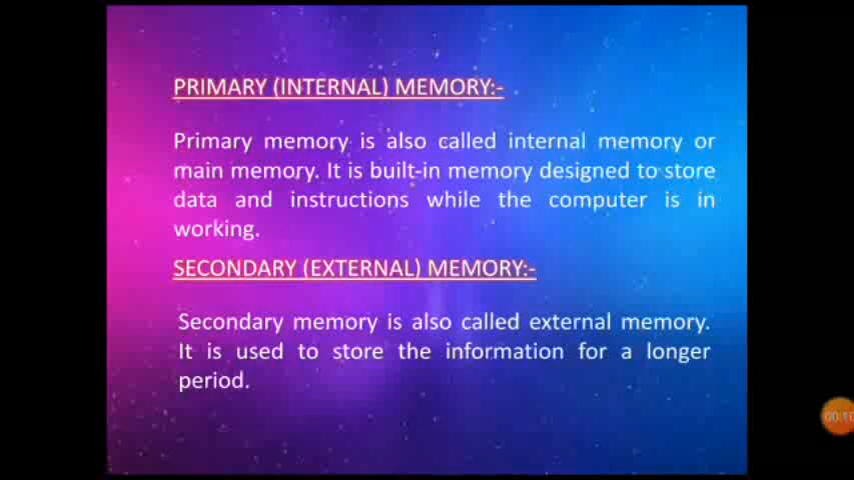 PRIMARY (INTERNAL) MEMORY:-
Primary memory is also called internal memory or
main memory. It is built-in memory designed to store
data and instructions while the computer is in
working.
SECONDARY (EXTERNAL) MEMORY:-
Secondary memory is also called external memory.
It is used to store the information for a longer
period.